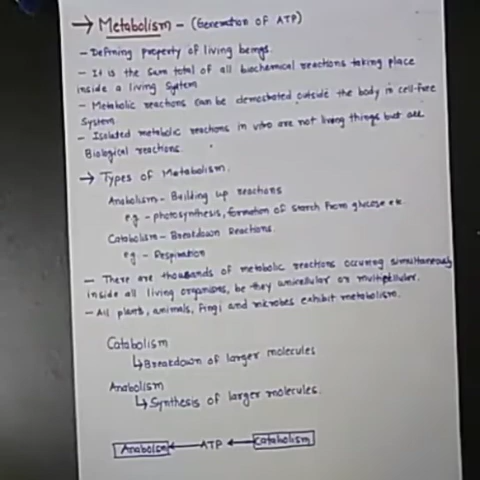 → Metabolism - (Generation of ATP)
- Defining property of living beings.
- It is the sum total of all biochemical reactions taking place
inside a living system
- Metabolic reactions can be demostrated outside the body in cell-free
system.
- Isolated metabolic reactions in vitro are not living things but are
Biological reactions.
→ Types of Metabolism.
Anabolism - Building up reactions
e.g - photosynthesis, formation of starch from glucose etc.
Catabolism - Breakdown Reactions.
eg. - Respiration
- There are thousands of metabolic reactions occuring simultaneously
inside all living organisms, be they unicellular or multicellular.
- All plants, animals, Fingi and microbes exhibit metabolism.
Catabolism
↳ Breakdown of larger molecules
Anabolism
↳ Synthesis of larger molecules.
Anabolsm ← ATP ← Catabolism